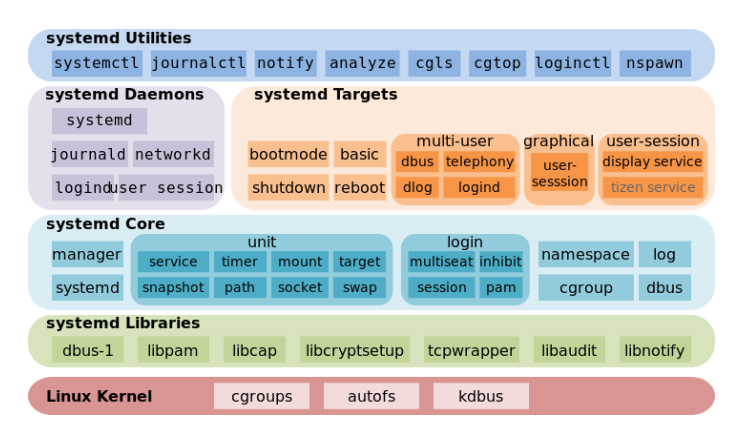 systemd Utilities
systemctl journalctl notify analyze cgls cgtop loginctl nspawn
systemd Daemons
systemd
journald networkd
logind user session
systemd Targets
bootmode basic
shutdown reboot
multi-user
dbus telephony
dlog logind
graphical
user-
sesssion
user-session
display service
tizen service
systemd Core
manager
systemd
unit
service timer mount target
snapshot path socket swap
login
multiseat inhibit
session pam
namespace log
cgroup dbus
systemd Libraries
dbus-1 libpam libcap libcryptsetup tcpwrapper libaudit libnotify
Linux Kernel cgroups autofs kdbus